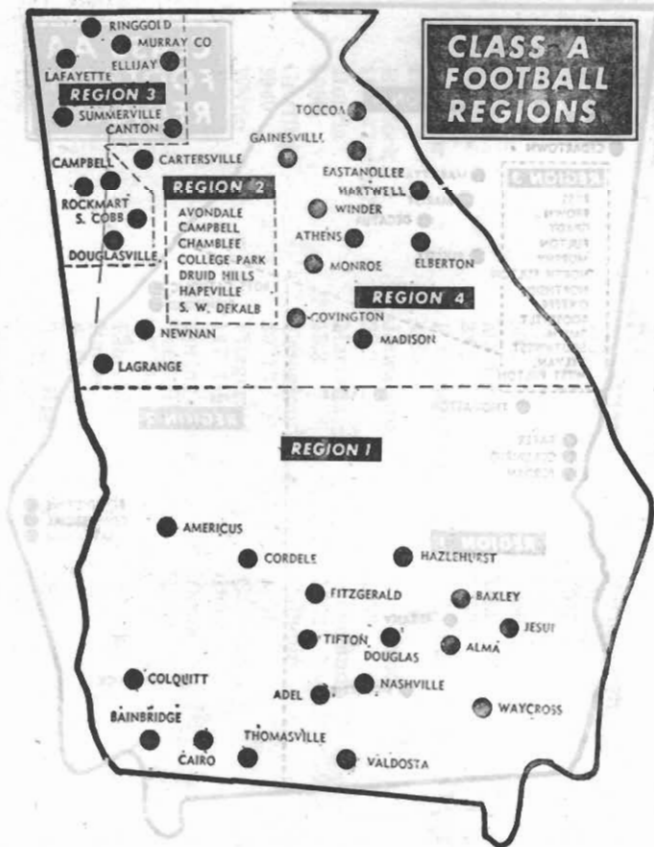 CLASS A
FOOTBALL
REGIONS
RINGGOLD
MURRAY CO
ELLIJAY
LAFAYETTE
REGION 3
SUMMERVILLE
CANTON
TOCCOA
GAINESVILLE
EASTANOLLEE
HARTWELL
CAMPBELL
CARTERSVILLE
ROCKMART
S. COBB
DOUGLASVILLE
REGION 2
AVONDALE
CAMPBELL
CHAMBLEE
COLLEGE PARK
DRUID HILLS
HAPEVILLE
S. W. DEKALB
WINDER
ATHENS
ELBERTON
MONROE
REGION 4
COVINGTON
MADISON
NEWNAN
LAGRANGE
REGION 1
AMERICUS
CORDELE
HAZLEHURST
FITZGERALD
BAXLEY
JESUP
TIFTON
DOUGLAS
ALMA
COLQUITT
ADEL
NASHVILLE
WAYCROSS
BAINBRIDGE
CAIRO
THOMASVILLE
VALDOSTA